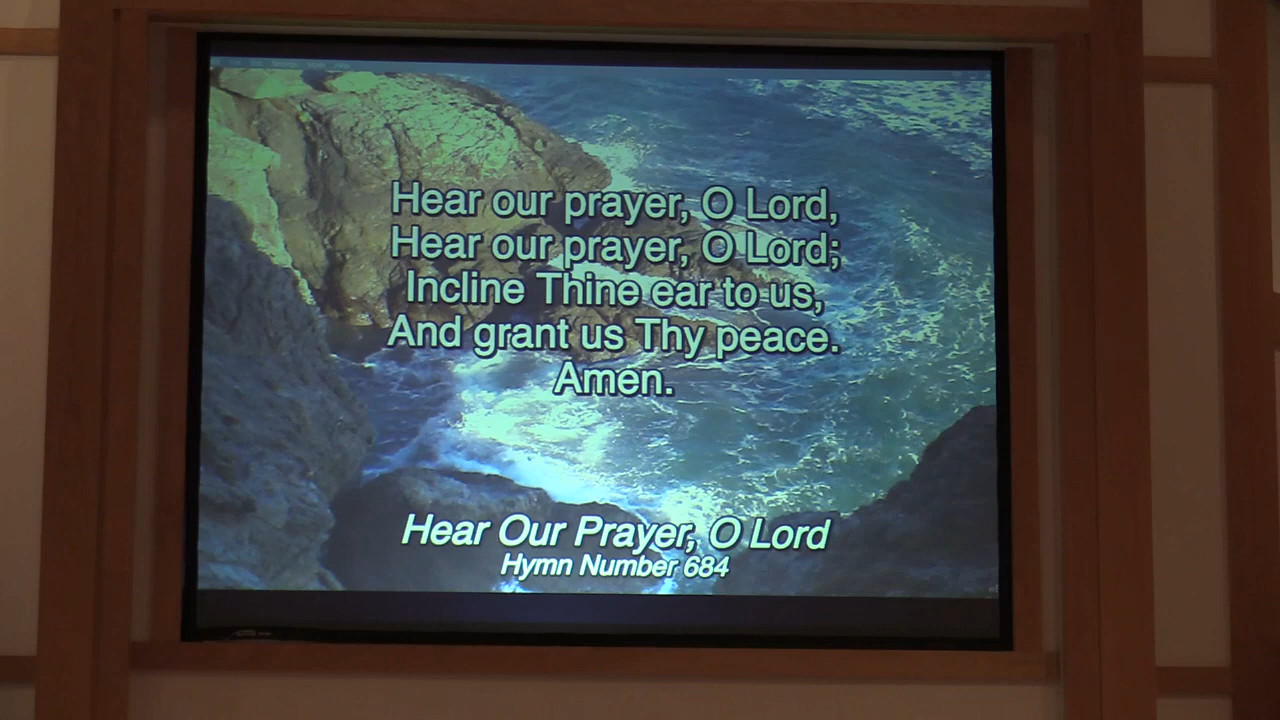 Hear our prayer, O Lord,
Hear our prayer, O Lord;
Incline Thine ear to us,
And grant us Thy peace.
Amen.
Hear Our Prayer, O Lord
Hymn Number 684